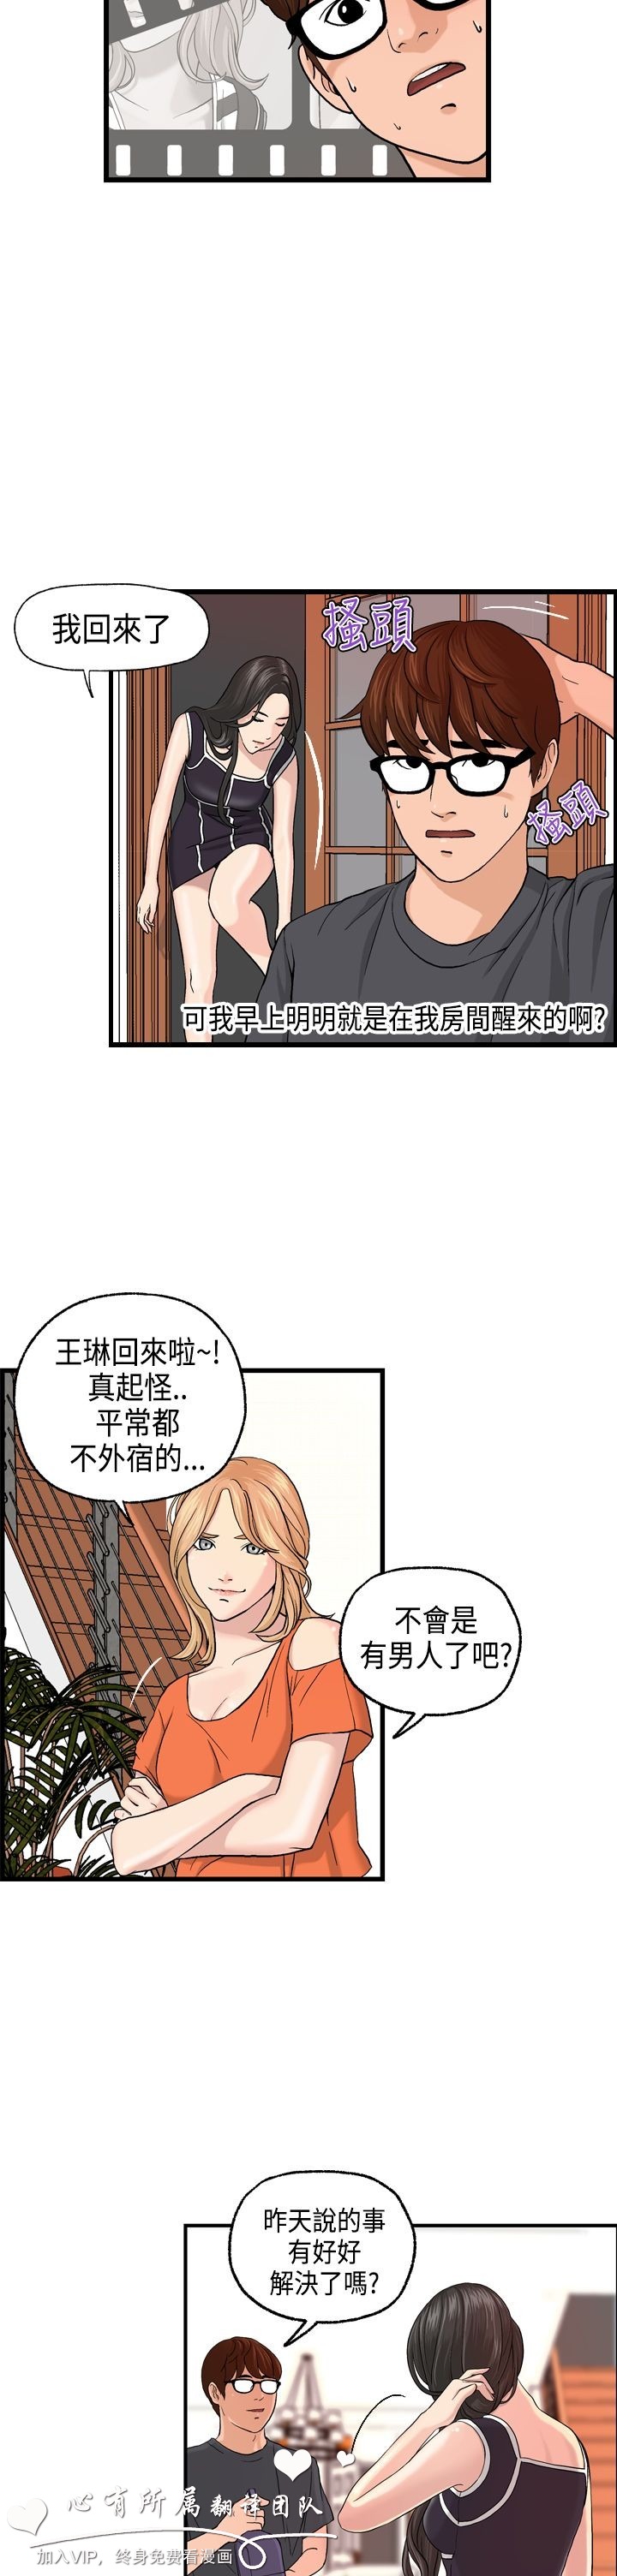 我回來了
搔頭
搔頭
可我早上明明就是在我房間醒來的啊?
王琳回來啦~!
真起怪..
平常都
不外宿的...
不會是
有男人了吧?
昨天說的事
有好好
解決了嗎?
心有所属翻译团队
加入VIP，终身免费看漫画